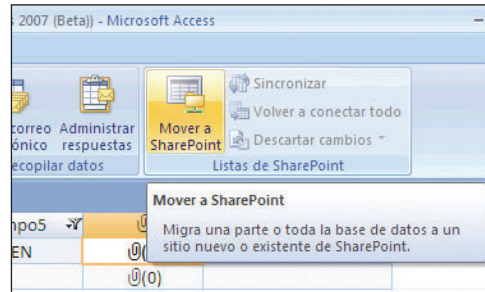 s 2007 (Beta)) - Microsoft Access
Sincronizar
Volver a conectar todo
Descartar cambios
correo Administrar
ónico respuestas
Mover a
SharePoint
ecopilar datos
Listas de SharePoint
Mover a SharePoint
Migra una parte o toda la base de datos a un
sitio nuevo o existente de SharePoint.
npo5
EN
(0)